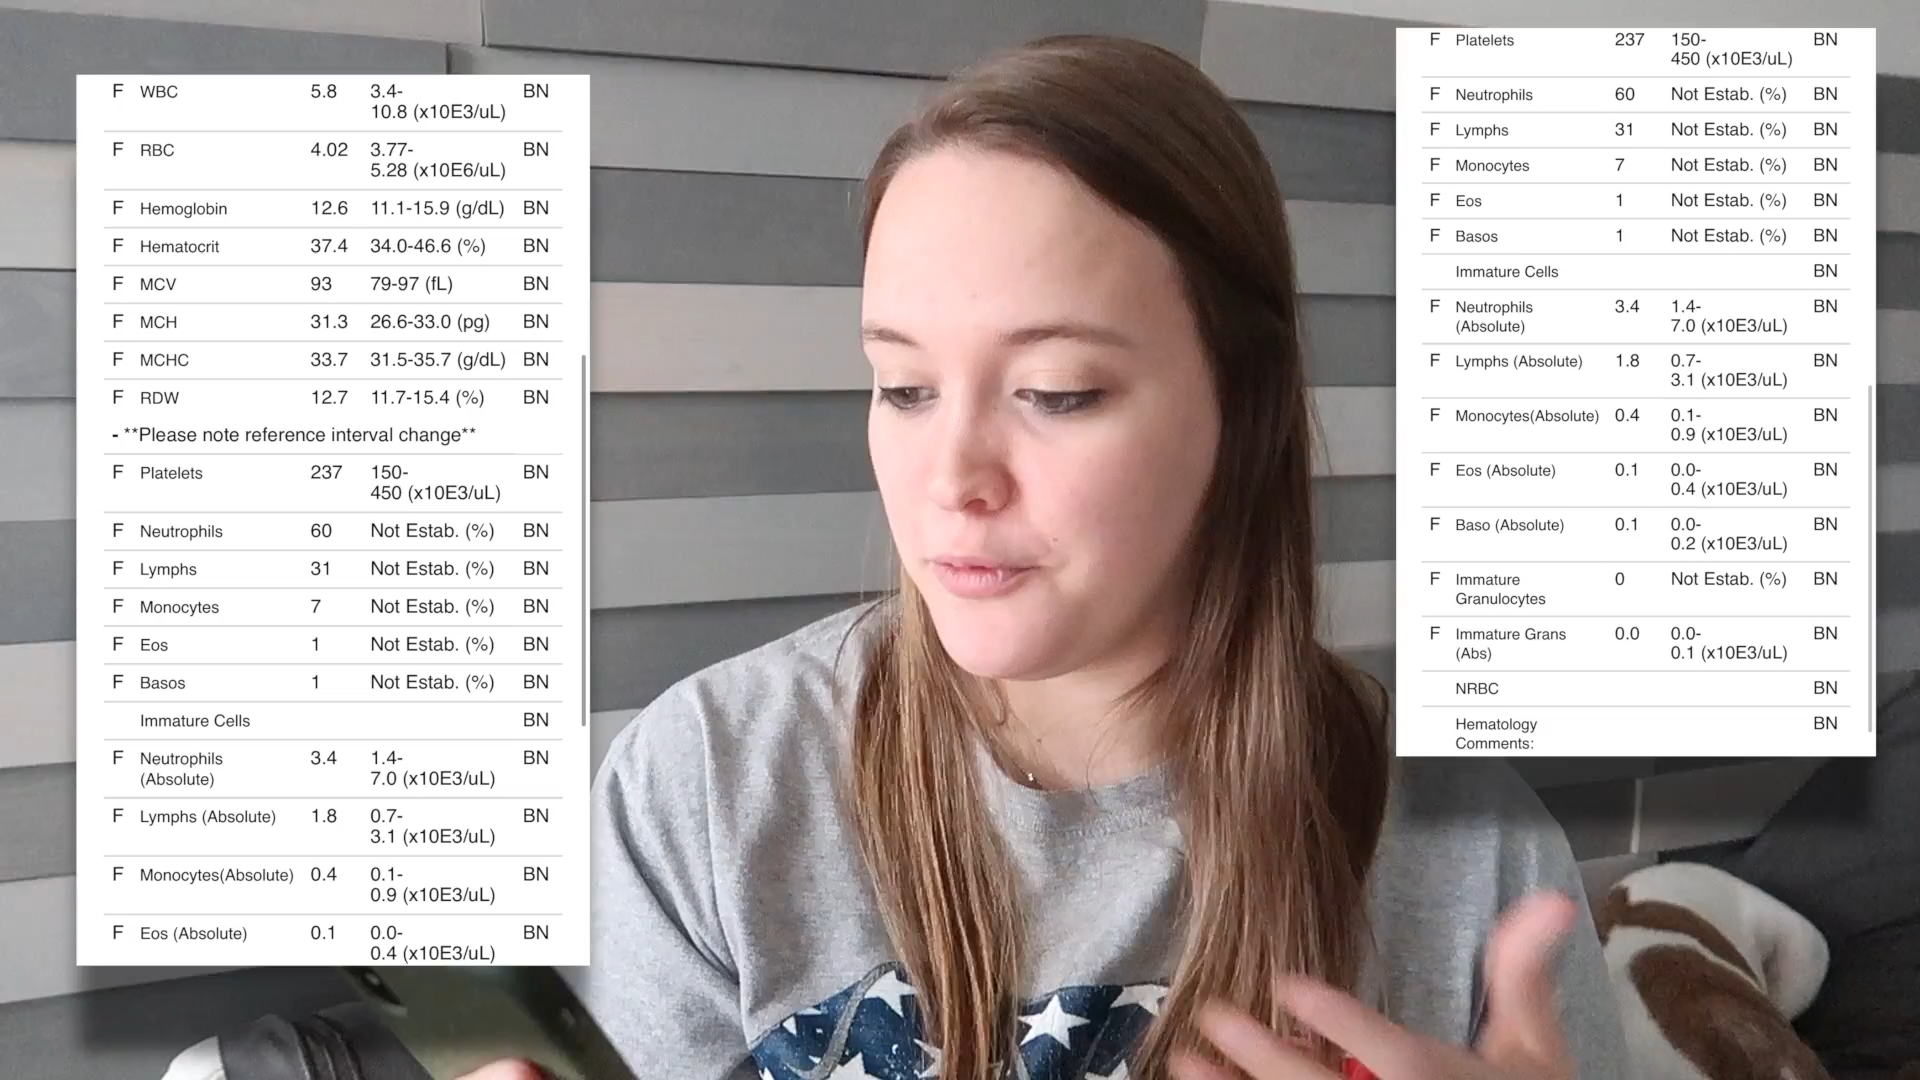 F WBC 5.8 3.4-
10.8 (x10E3/uL) BN
F RBC 4.02 3.77-
5.28 (x10E6/uL) BN
F Hemoglobin 12.6 11.1-15.9 (g/dL) BN
F Hematocrit 37.4 34.0-46.6 (%) BN
F MCV 93 79-97 (fL) BN
F MCH 31.3 26.6-33.0 (pg) BN
F MCHC 33.7 31.5-35.7 (g/dL) BN
F RDW 12.7 11.7-15.4 (%) BN
- **Please note reference interval change**
F Platelets 237 150-
450 (x10E3/uL) BN
F Neutrophils 60 Not Estab. (%) BN
F Lymphs 31 Not Estab. (%) BN
F Monocytes 7 Not Estab. (%) BN
F Eos 1 Not Estab. (%) BN
F Basos 1 Not Estab. (%) BN
Immature Cells BN
F Neutrophils 3.4 1.4- BN
(Absolute) 7.0 (x10E3/uL)
F Lymphs (Absolute) 1.8 0.7- BN
3.1 (x10E3/uL)
F Monocytes(Absolute) 0.4 0.1- BN
0.9 (x10E3/uL)
F Eos (Absolute) 0.1 0.0- BN
0.4 (x10E3/uL)
F Platelets 237 150- BN
450 (x10E3/uL)
F Neutrophils 60 Not Estab. (%) BN
F Lymphs 31 Not Estab. (%) BN
F Monocytes 7 Not Estab. (%) BN
F Eos 1 Not Estab. (%) BN
F Basos 1 Not Estab. (%) BN
Immature Cells BN
F Neutrophils 3.4 1.4- BN
(Absolute) 7.0 (x10E3/uL)
F Lymphs (Absolute) 1.8 0.7- BN
3.1 (x10E3/uL)
F Monocytes(Absolute) 0.4 0.1- BN
0.9 (x10E3/uL)
F Eos (Absolute) 0.1 0.0- BN
0.4 (x10E3/uL)
F Baso (Absolute) 0.1 0.0- BN
0.2 (x10E3/uL)
F Immature 0 Not Estab. (%) BN
Granulocytes
F Immature Grans 0.0 0.0- BN
(Abs) 0.1 (x10E3/uL)
NRBC BN
Hematology BN
Comments: